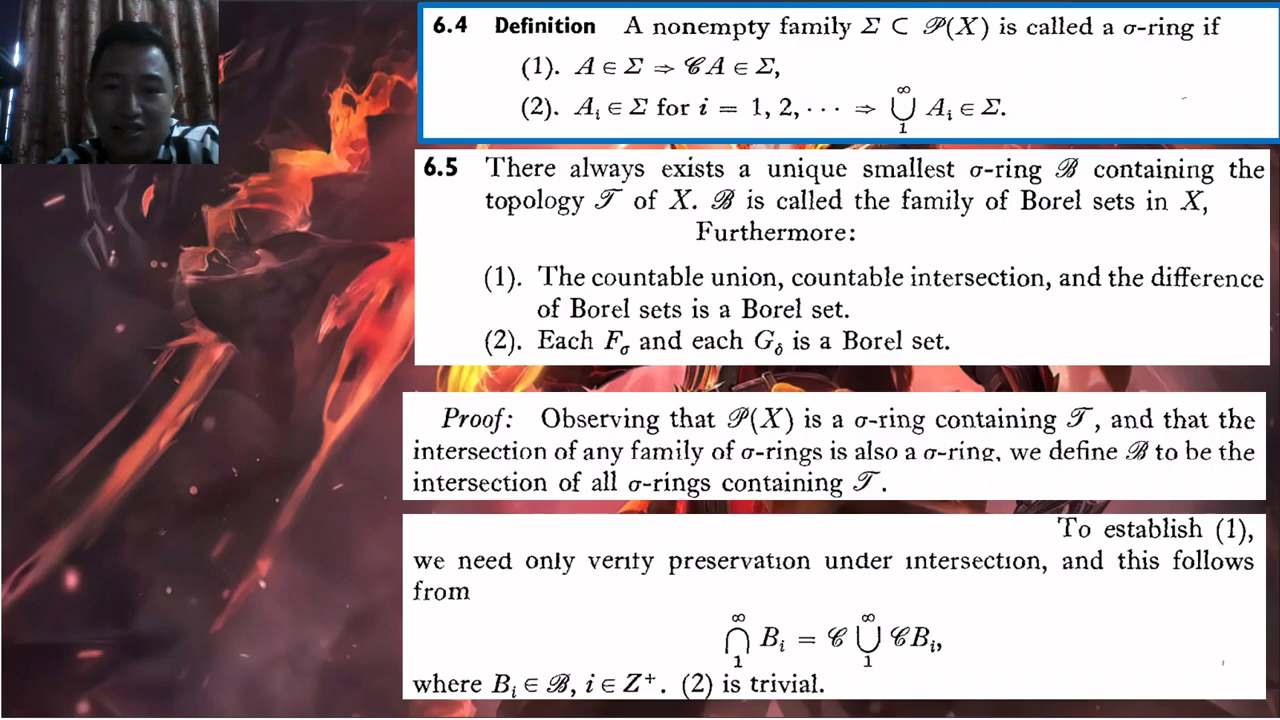 6.4 Definition A nonempty family Σ ⊂ 𝒫(X) is called a σ-ring if
(1). A ∈ Σ ⇒ 𝒞A ∈ Σ,
(2). Aᵢ ∈ Σ for i = 1, 2, ··· ⇒ ⋃₁^∞ Aᵢ ∈ Σ.
6.5 There always exists a unique smallest σ-ring ℬ containing the
topology 𝒯 of X. ℬ is called the family of Borel sets in X,
Furthermore:
(1). The countable union, countable intersection, and the difference
of Borel sets is a Borel set.
(2). Each F_σ and each G_δ is a Borel set.
Proof: Observing that 𝒫(X) is a σ-ring containing 𝒯, and that the
intersection of any family of σ-rings is also a σ-ring, we define ℬ to be the
intersection of all σ-rings containing 𝒯.
To establish (1),
we need only verify preservation under intersection, and this follows
from
⋂₁^∞ Bᵢ = 𝒞 ⋃₁^∞ 𝒞Bᵢ,
where Bᵢ ∈ ℬ, i ∈ Z⁺. (2) is trivial.